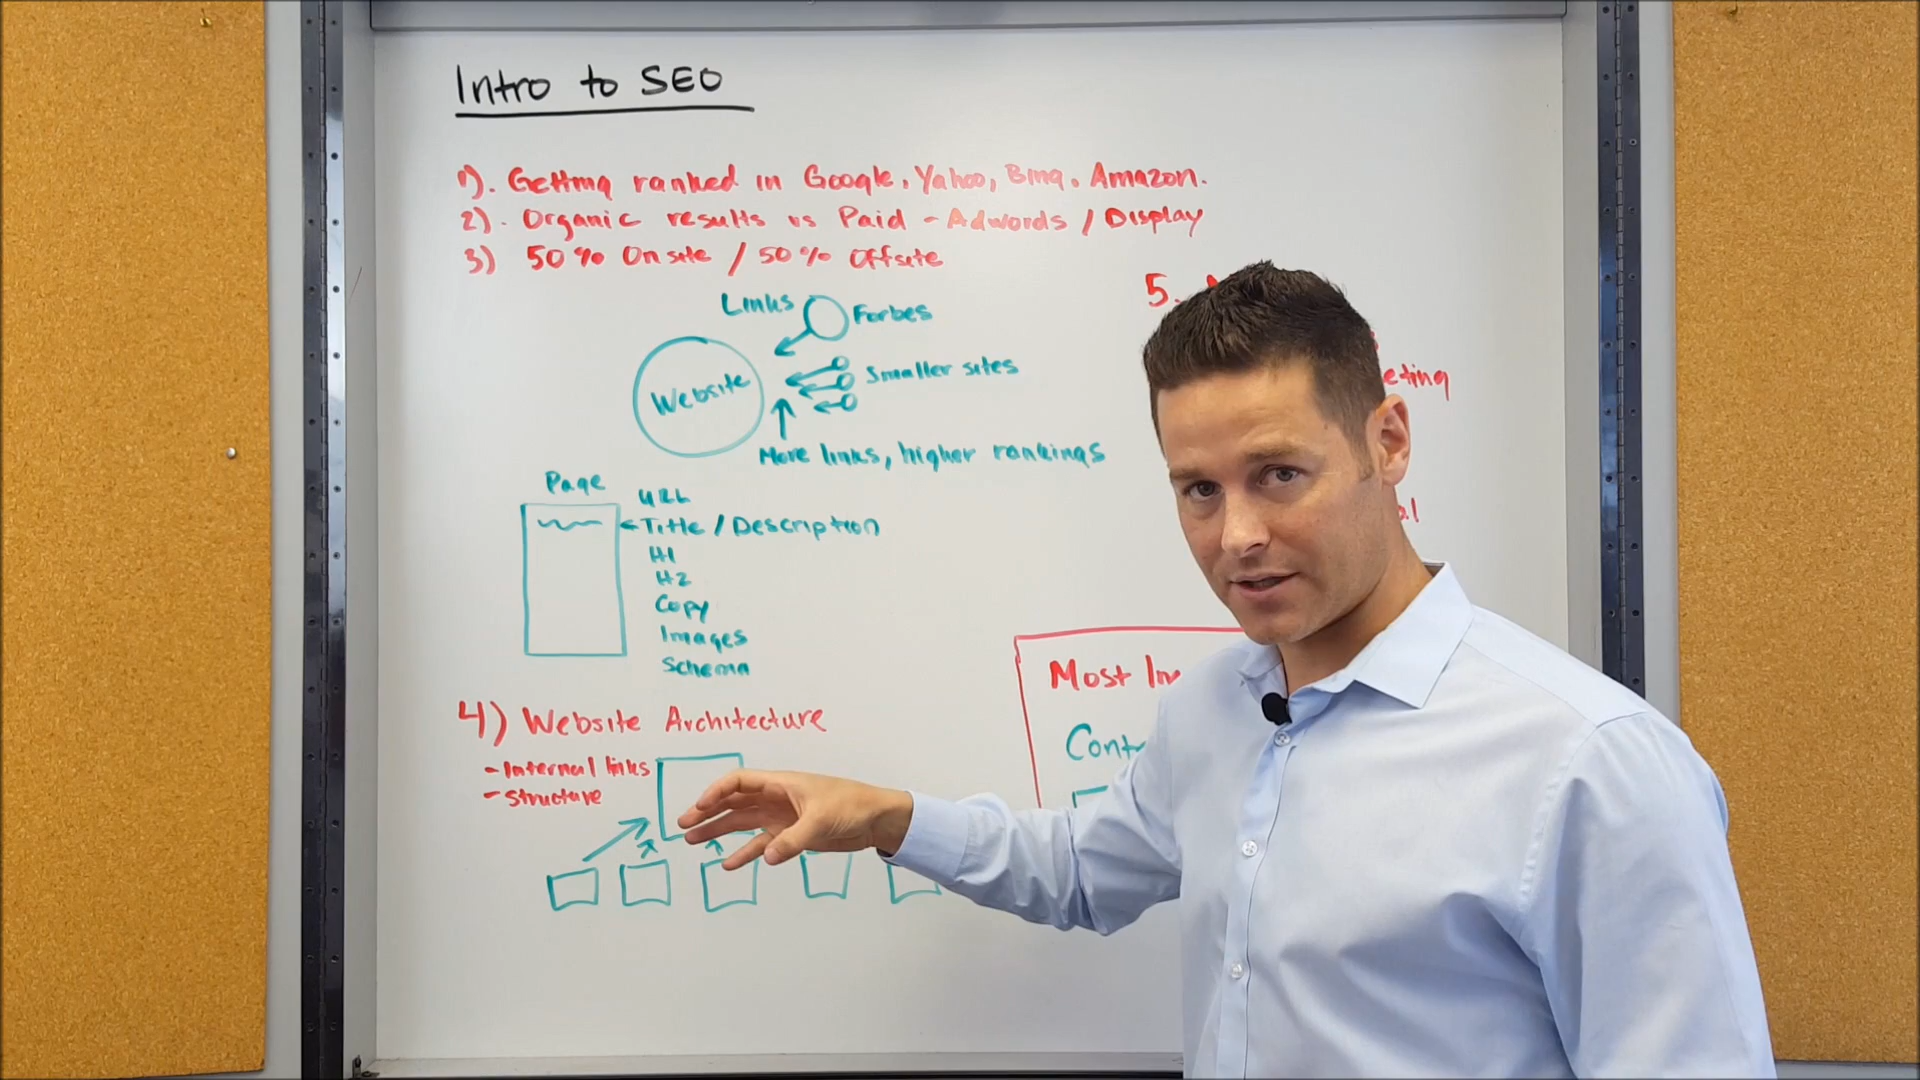 Intro to SEO
1). Getting ranked in Google, Yahoo, Bing, Amazon.
2). Organic results vs Paid - Adwords / Display
3) 50% Onsite / 50% Offsite
Links
Forbes
Website
Smaller sites
More links, higher rankings
Page
URL
Title / Description
H1
H2
Copy
Images
Schema
4) Website Architecture
- Internal links
- Structure
5.
eting
Most
Cont